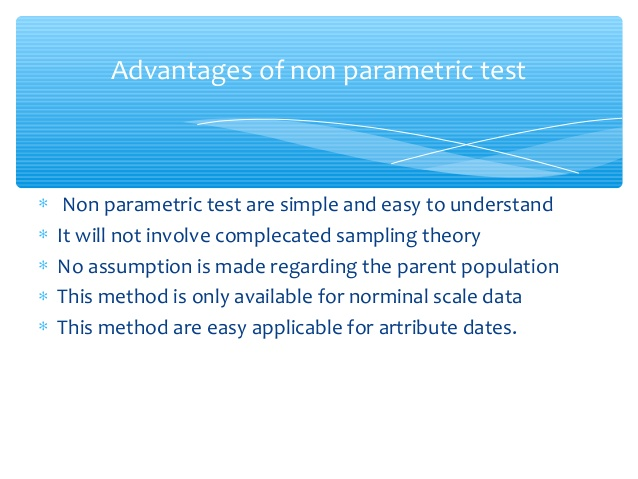 Advantages of non parametric test
* Non parametric test are simple and easy to understand
* It will not involve complecated sampling theory
* No assumption is made regarding the parent population
* This method is only available for norminal scale data
* This method are easy applicable for artribute dates.